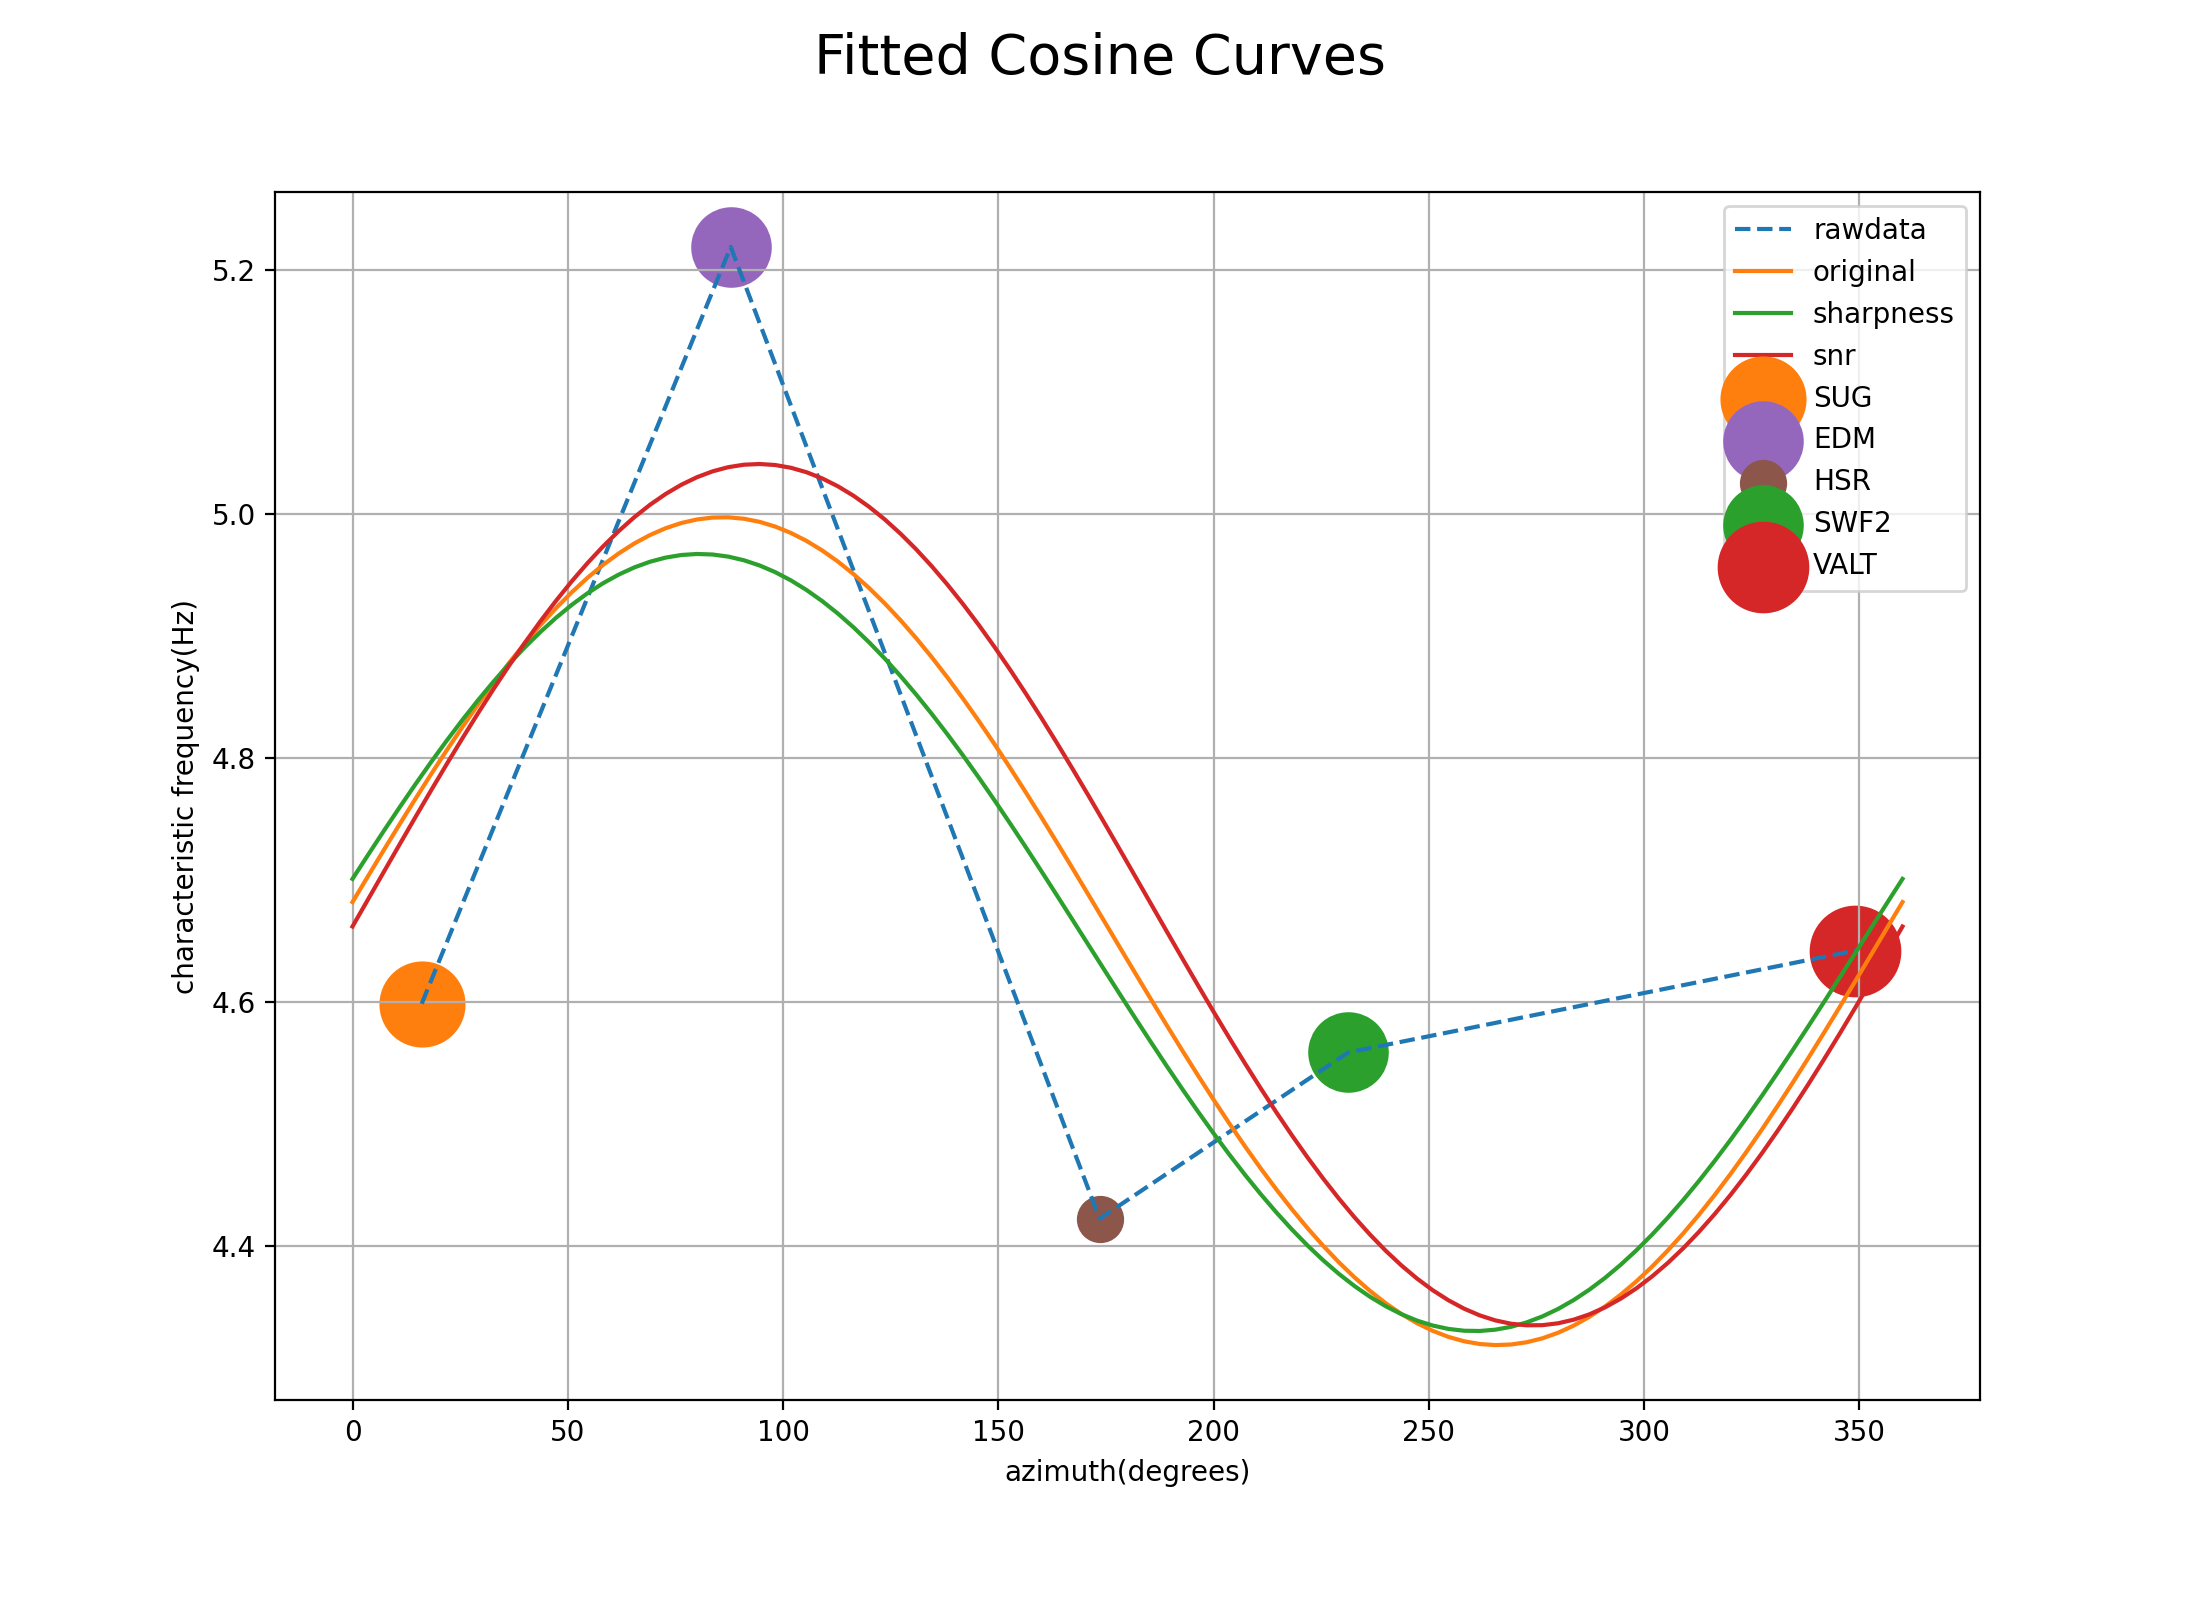 Fitted Cosine Curves
rawdata
original
sharpness
snr
SUG
EDM
HSR
SWF2
VALT
characteristic frequency(Hz)
5.2
5.0
4.8
4.6
4.4
0 50 100 150 200 250 300 350
azimuth(degrees)